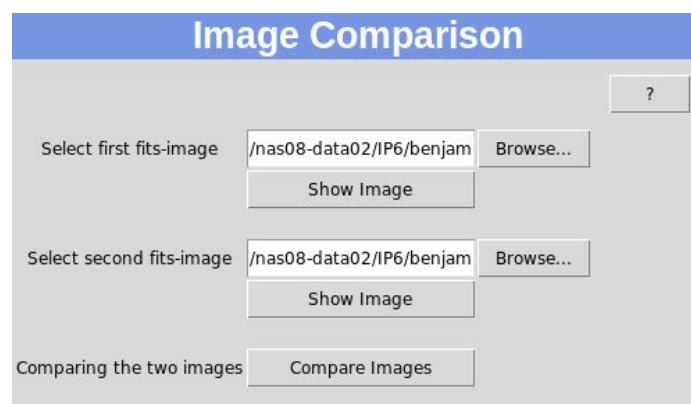 Image Comparison
?
Select first fits-image /nas08-data02/IP6/benjam Browse...
Show Image
Select second fits-image /nas08-data02/IP6/benjam Browse...
Show Image
Comparing the two images Compare Images